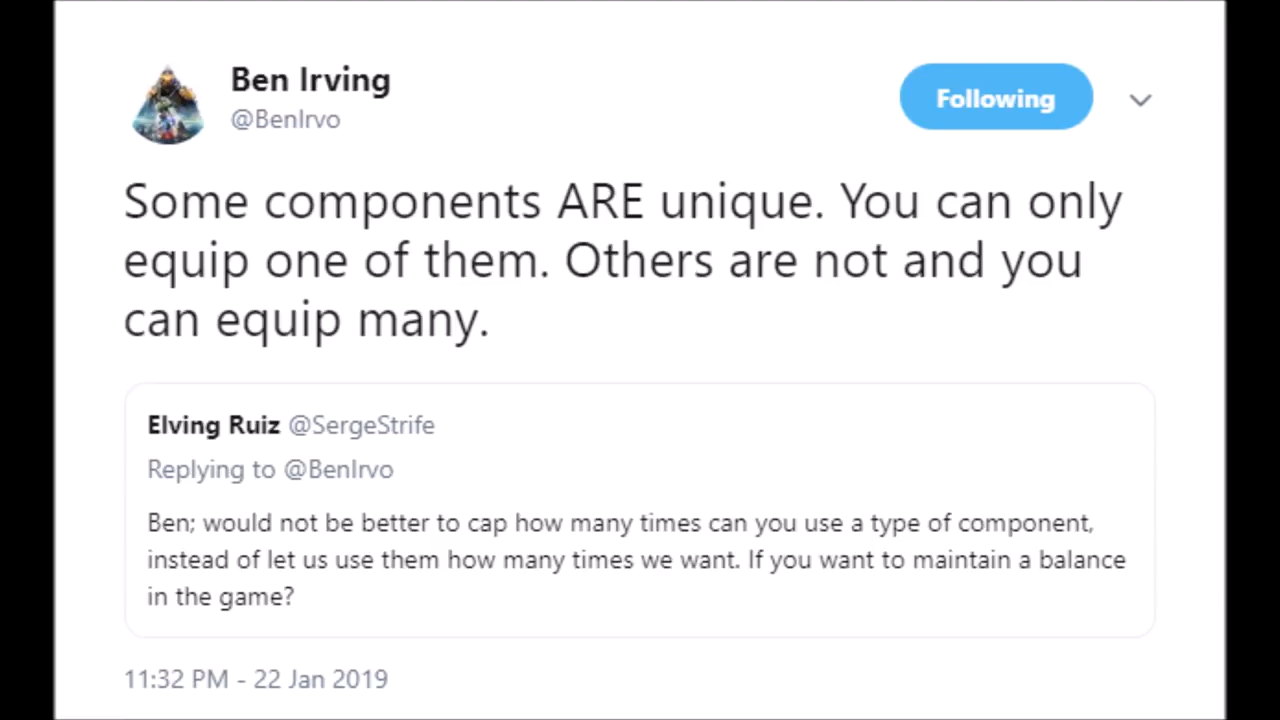 Ben Irving
@BenIrvo
Following
Some components ARE unique. You can only
equip one of them. Others are not and you
can equip many.
Elving Ruiz @SergeStrife
Replying to @BenIrvo
Ben; would not be better to cap how many times can you use a type of component,
instead of let us use them how many times we want. If you want to maintain a balance
in the game?
11:32 PM - 22 Jan 2019